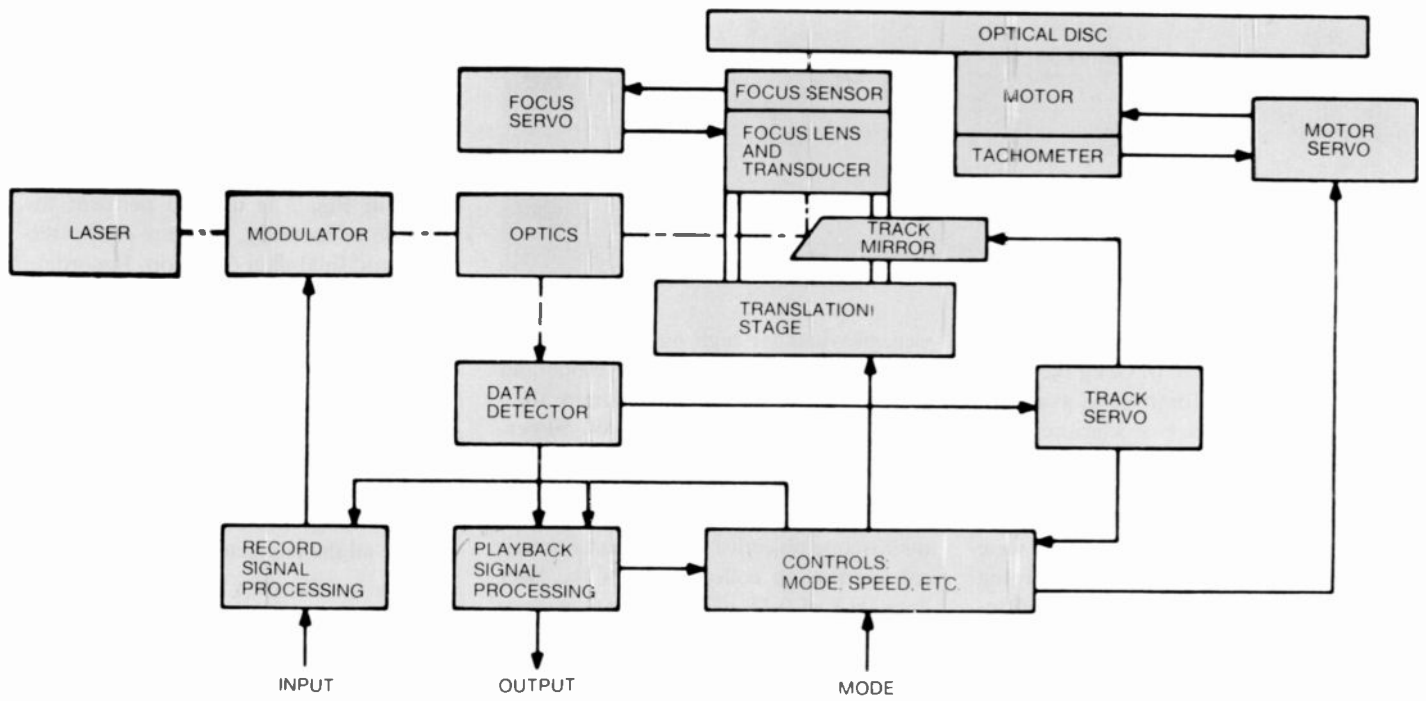 OPTICAL DISC
FOCUS
SERVO
FOCUS SENSOR
FOCUS LENS
AND
TRANSDUCER
MOTOR
TACHOMETER
MOTOR
SERVO
LASER
MODULATOR
OPTICS
TRACK
MIRROR
TRANSLATION
STAGE
DATA
DETECTOR
TRACK
SERVO
RECORD
SIGNAL
PROCESSING
PLAYBACK
SIGNAL
PROCESSING
CONTROLS:
MODE, SPEED, ETC.
INPUT
OUTPUT
MODE